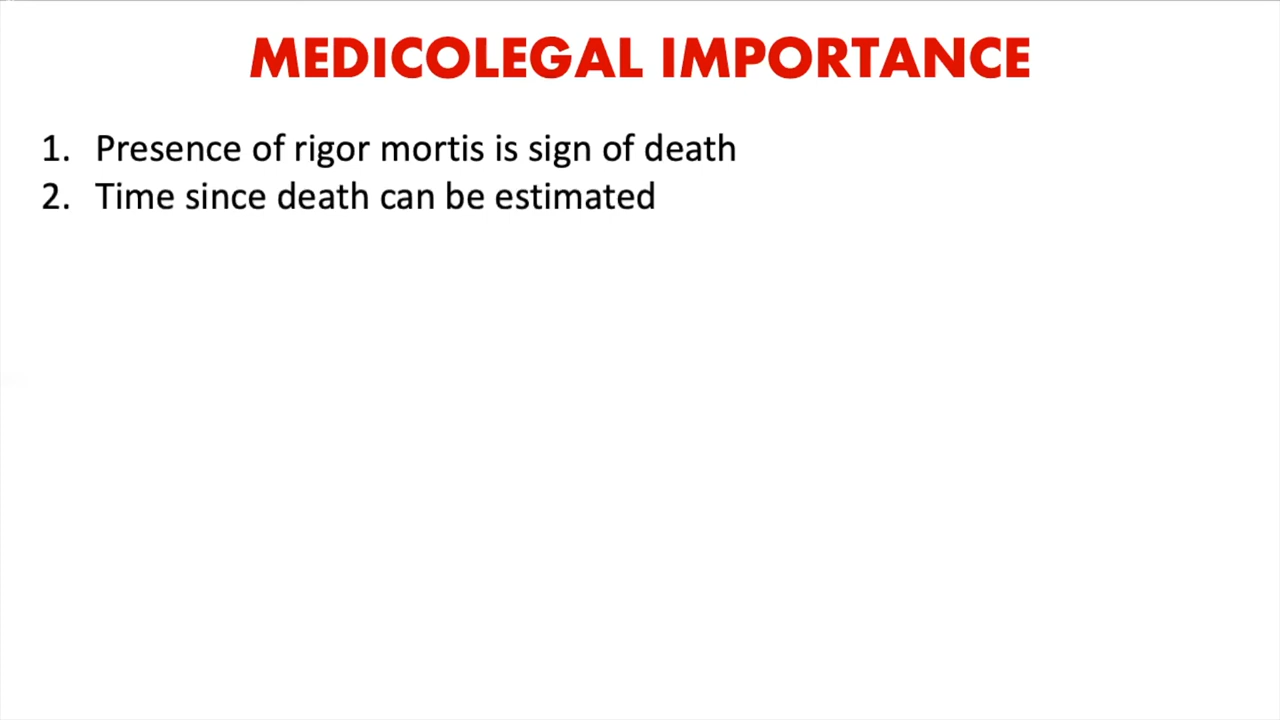 MEDICOLEGAL IMPORTANCE
1. Presence of rigor mortis is sign of death
2. Time since death can be estimated